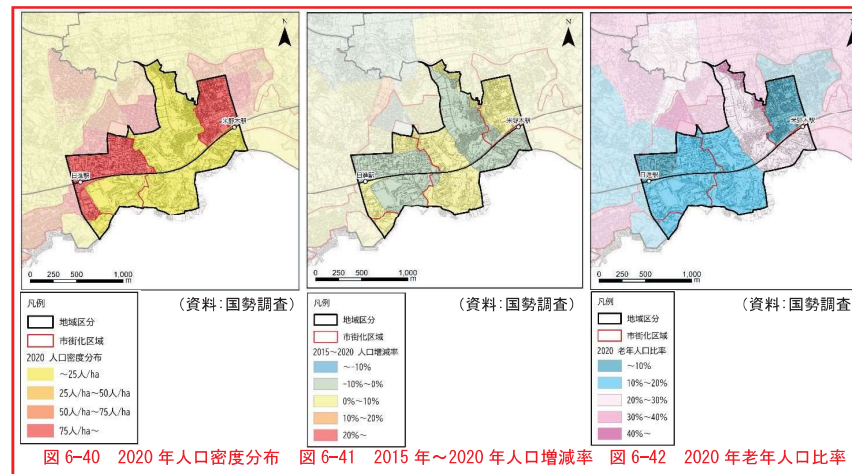 N
米野木駅
日進駅
0 250 500 1,000
m
(資料:国勢調査)
凡例
地域区分
市街化区域
2020 人口密度分布
～25人/ha
25人/ha～50人/ha
50人/ha～75人/ha
75人/ha～
図 6-40 2020 年人口密度分布
N
米野木駅
日進駅
0 250 500 1,000
m
(資料:国勢調査)
凡例
地域区分
市街化区域
2015～2020 人口増減率
～-10%
-10%～0%
0%～10%
10%～20%
20%～
図 6-41 2015 年～2020 年人口増減率
N
米野木駅
日進駅
0 250 500 1,000
m
(資料:国勢調査
凡例
地域区分
市街化区域
2020 老年人口比率
～10%
10%～20%
20%～30%
30%～40%
40%～
図 6-42 2020 年老年人口比率